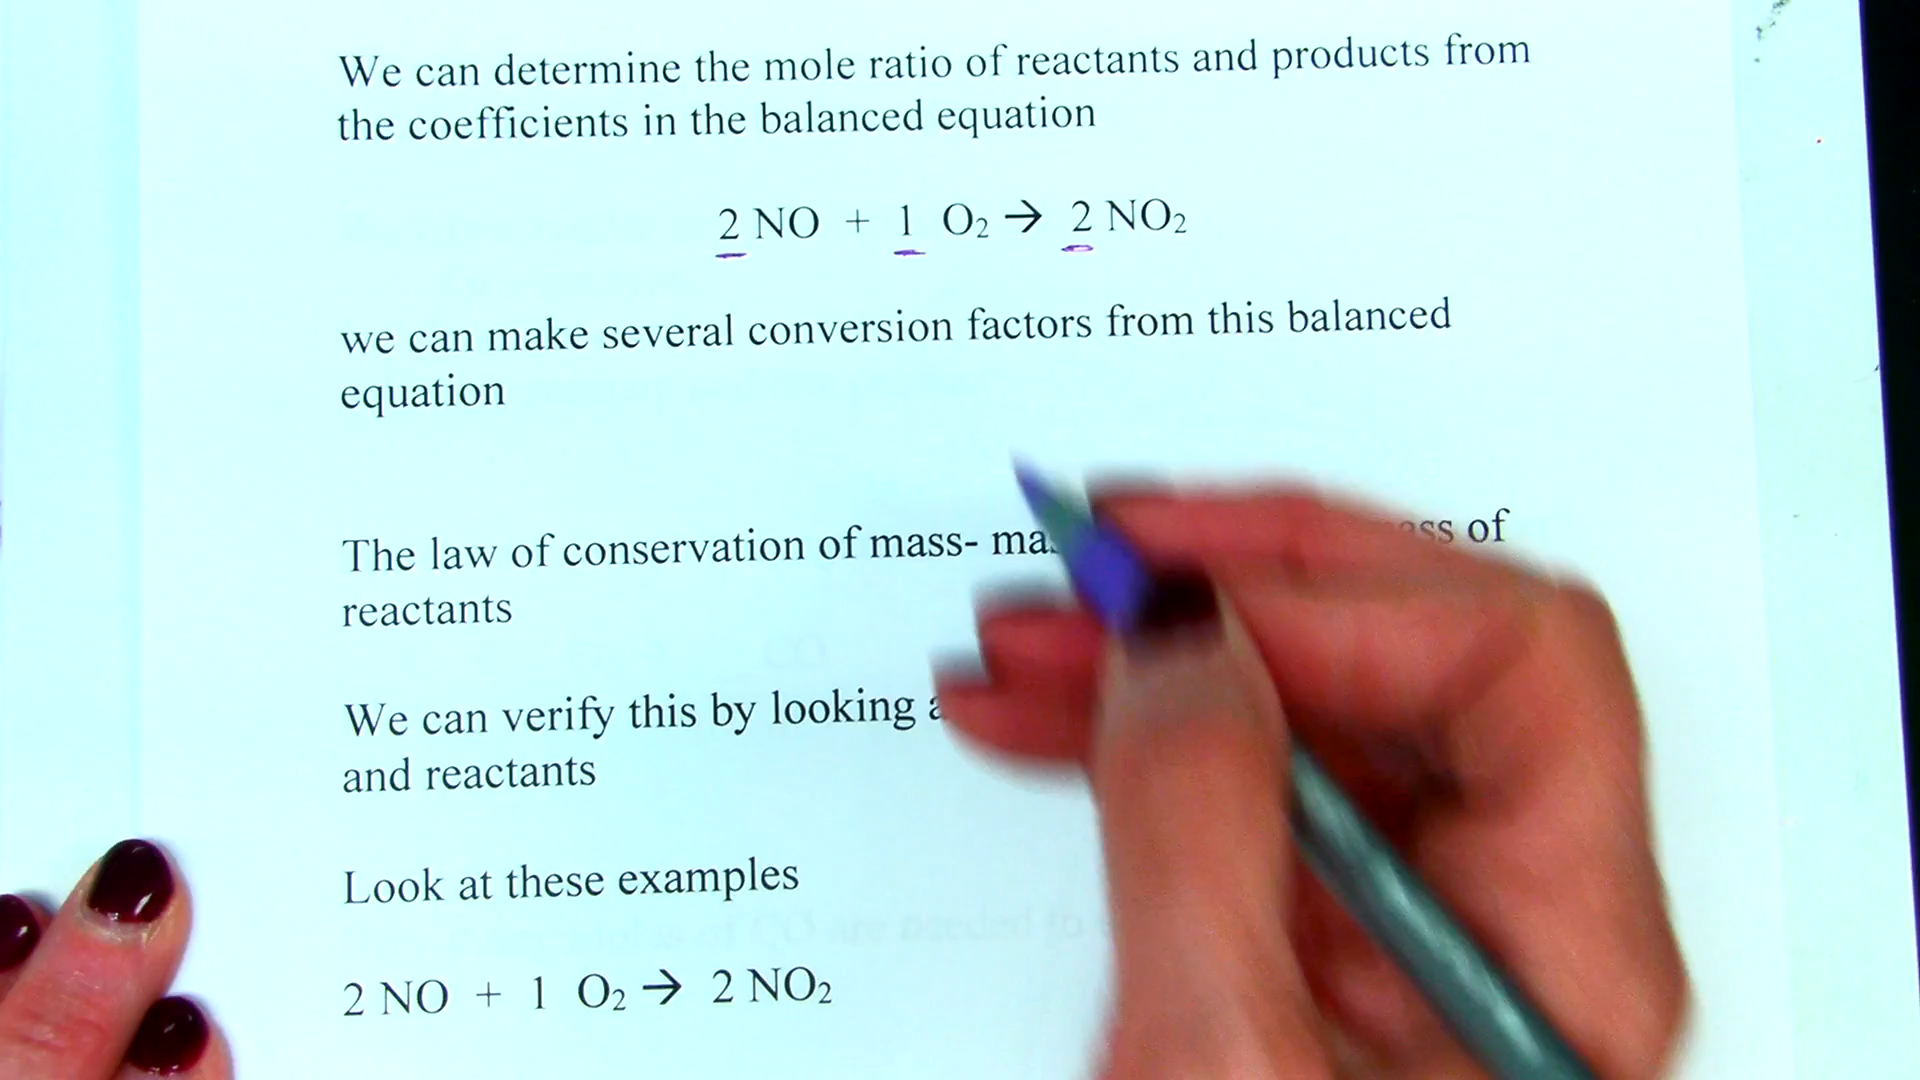 We can determine the mole ratio of reactants and products from
the coefficients in the balanced equation
2 NO + 1 O₂ → 2 NO₂
we can make several conversion factors from this balanced
equation
The law of conservation of mass- of
reactants
We can verify this by looking
and reactants
Look at these examples
2 NO + 1 O₂ → 2 NO₂